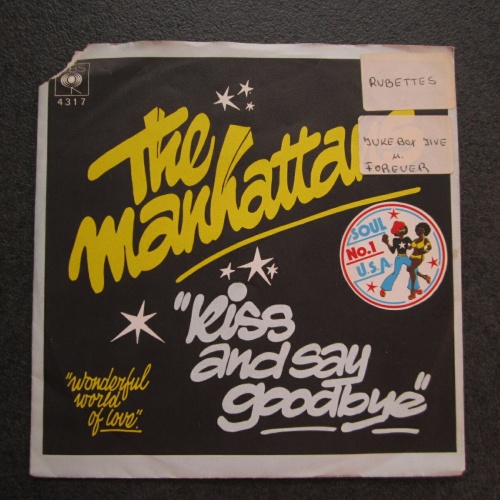 CBS
4317
RUBETTES
JUKE BOX JIVE
u.
FOREVER
The
manhattans
SOUL
No.1
U.S.A
"kiss
and say
goodbye"
"wonderful
world
of love"